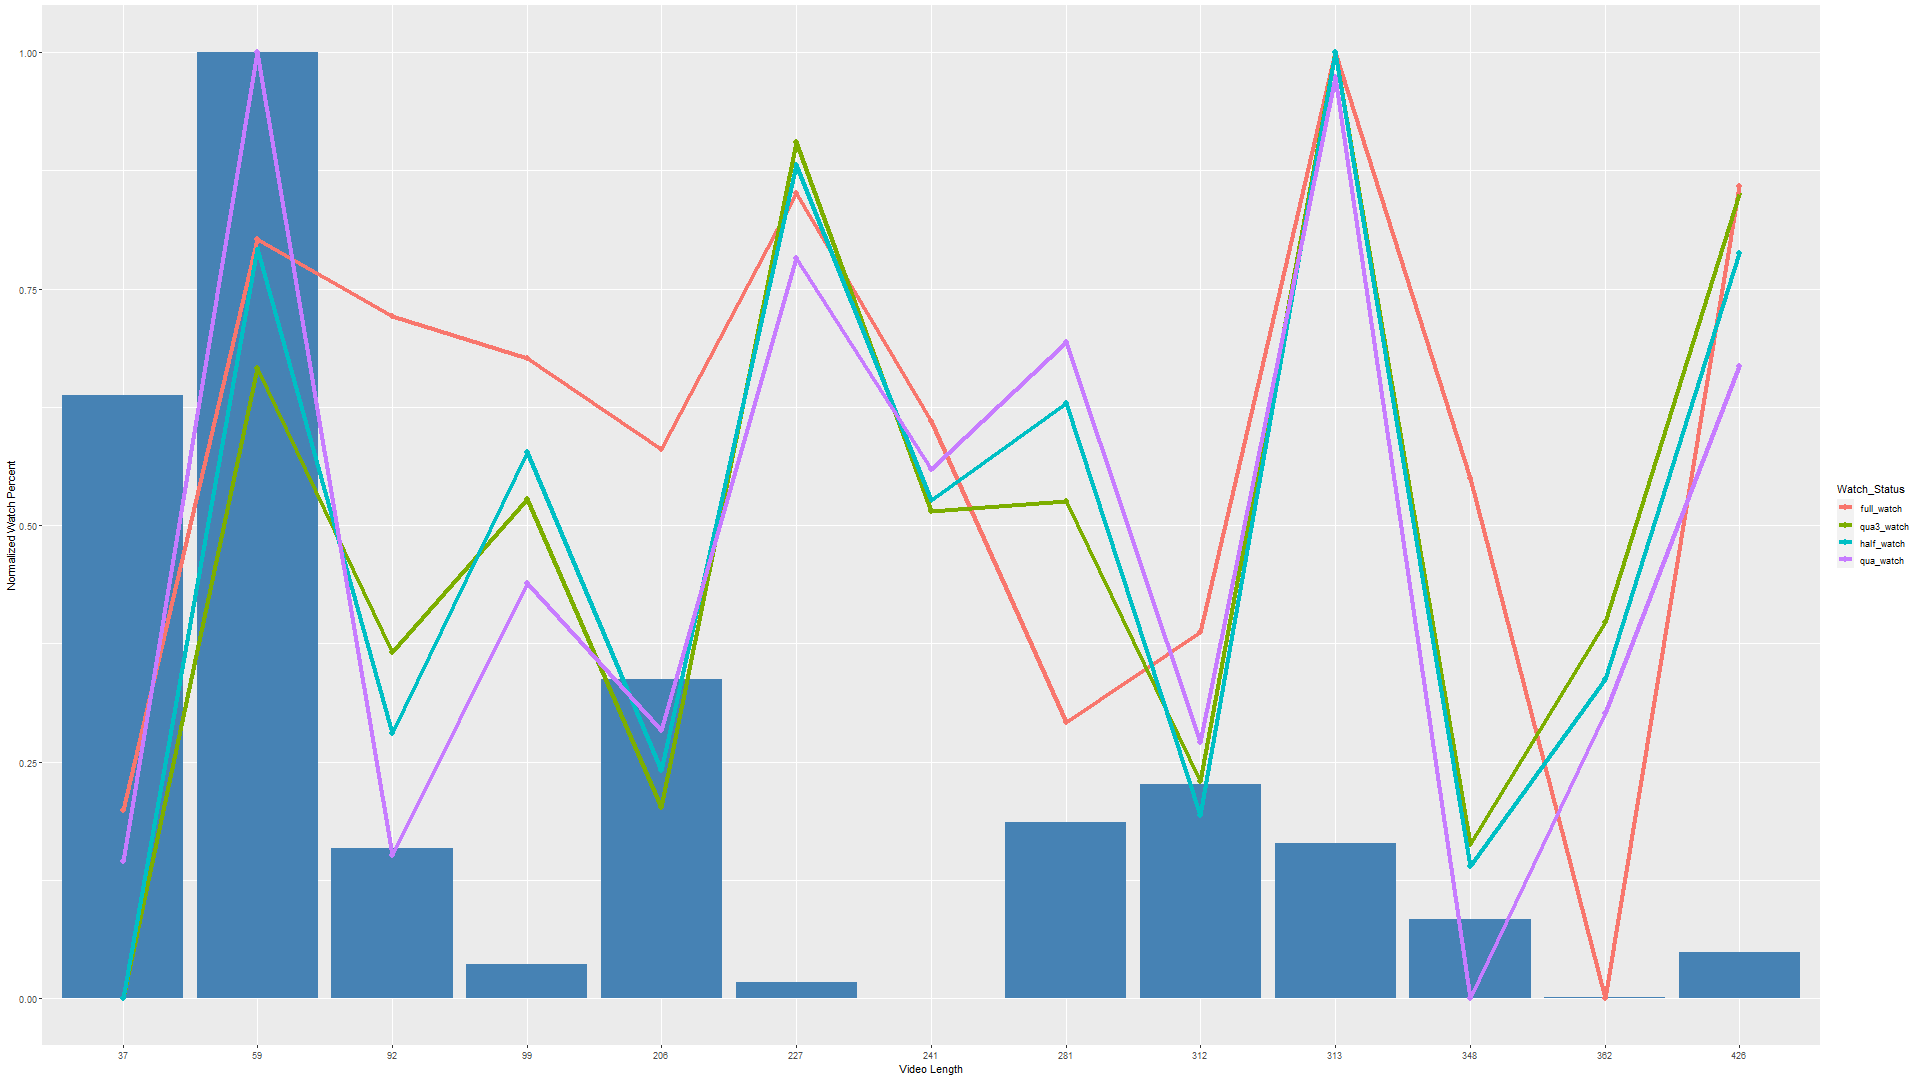 1.00
0.75
0.50
0.25
0.00
Normalized Watch Percent
37 59 92 99 206 227 241 281 312 313 348 362 426
Video Length
Watch_Status
full_watch
qua3_watch
half_watch
qua_watch